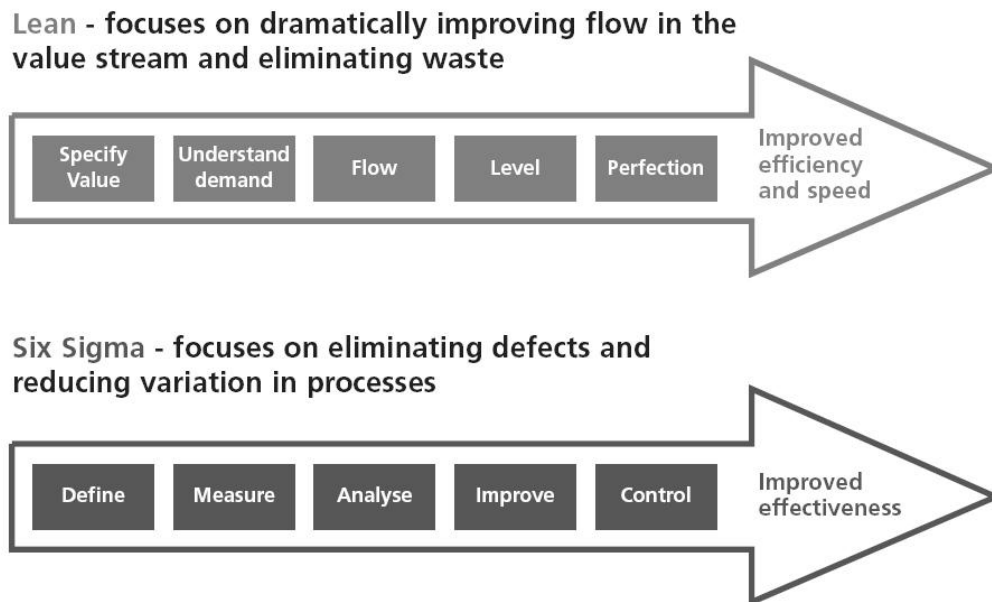 Lean - focuses on dramatically improving flow in the
value stream and eliminating waste
Specify
Value
Understand
demand
Flow
Level
Perfection
Improved
efficiency
and speed
Six Sigma - focuses on eliminating defects and
reducing variation in processes
Define
Measure
Analyse
Improve
Control
Improved
effectiveness